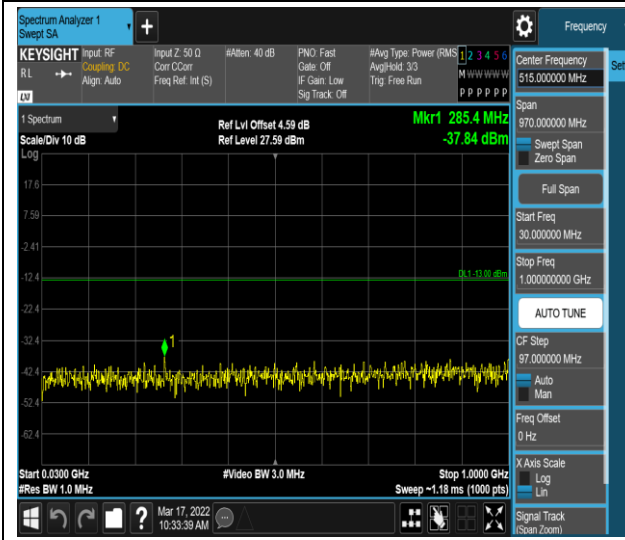 Spectrum Analyzer 1
Swept SA
+
Frequency
KEYSIGHT
RL
LXI
Input: RF
Coupling: DC
Align: Auto
Input Z: 50 Ω
Corr CCorr
Freq Ref: Int (S)
#Atten: 40 dB
PNO: Fast
Gate: Off
IF Gain: Low
Sig Track: Off
#Avg Type: Power (RMS
Avg|Hold: 3/3
Trig: Free Run
1 2 3 4 5 6
M W W W W W
P P P P P P
1 Spectrum
Scale/Div 10 dB
Log
Ref Lvl Offset 4.59 dB
Ref Level 27.59 dBm
Mkr1 285.4 MHz
-37.84 dBm
17.6
7.59
-2.41
-12.4
DL1 -13.00 dBm
-22.4
-32.4
1
-42.4
-52.4
-62.4
Start 0.0300 GHz
#Res BW 1.0 MHz
#Video BW 3.0 MHz
Stop 1.0000 GHz
Sweep ~1.18 ms (1000 pts)
Mar 17, 2022
10:33:39 AM
Center Frequency
515.000000 MHz
Set
Span
970.000000 MHz
Swept Span
Zero Span
Full Span
Start Freq
30.000000 MHz
Stop Freq
1.000000000 GHz
AUTO TUNE
CF Step
97.000000 MHz
Auto
Man
Freq Offset
0 Hz
X Axis Scale
Log
Lin
Signal Track
(Span Zoom)